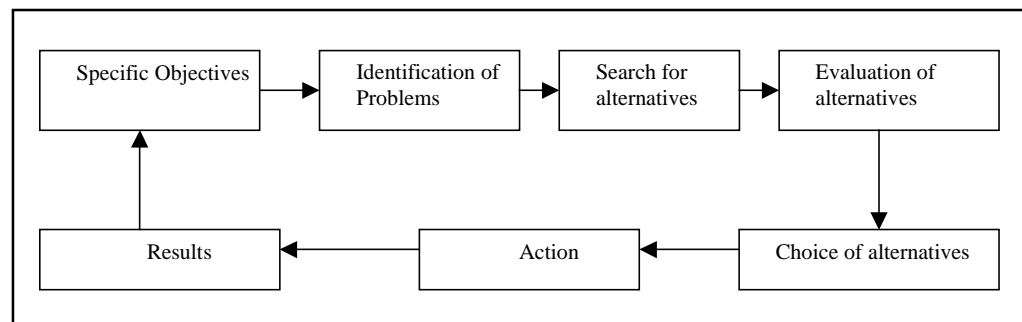 Specific Objectives
Identification of
Problems
Search for
alternatives
Evaluation of
alternatives
Choice of alternatives
Action
Results